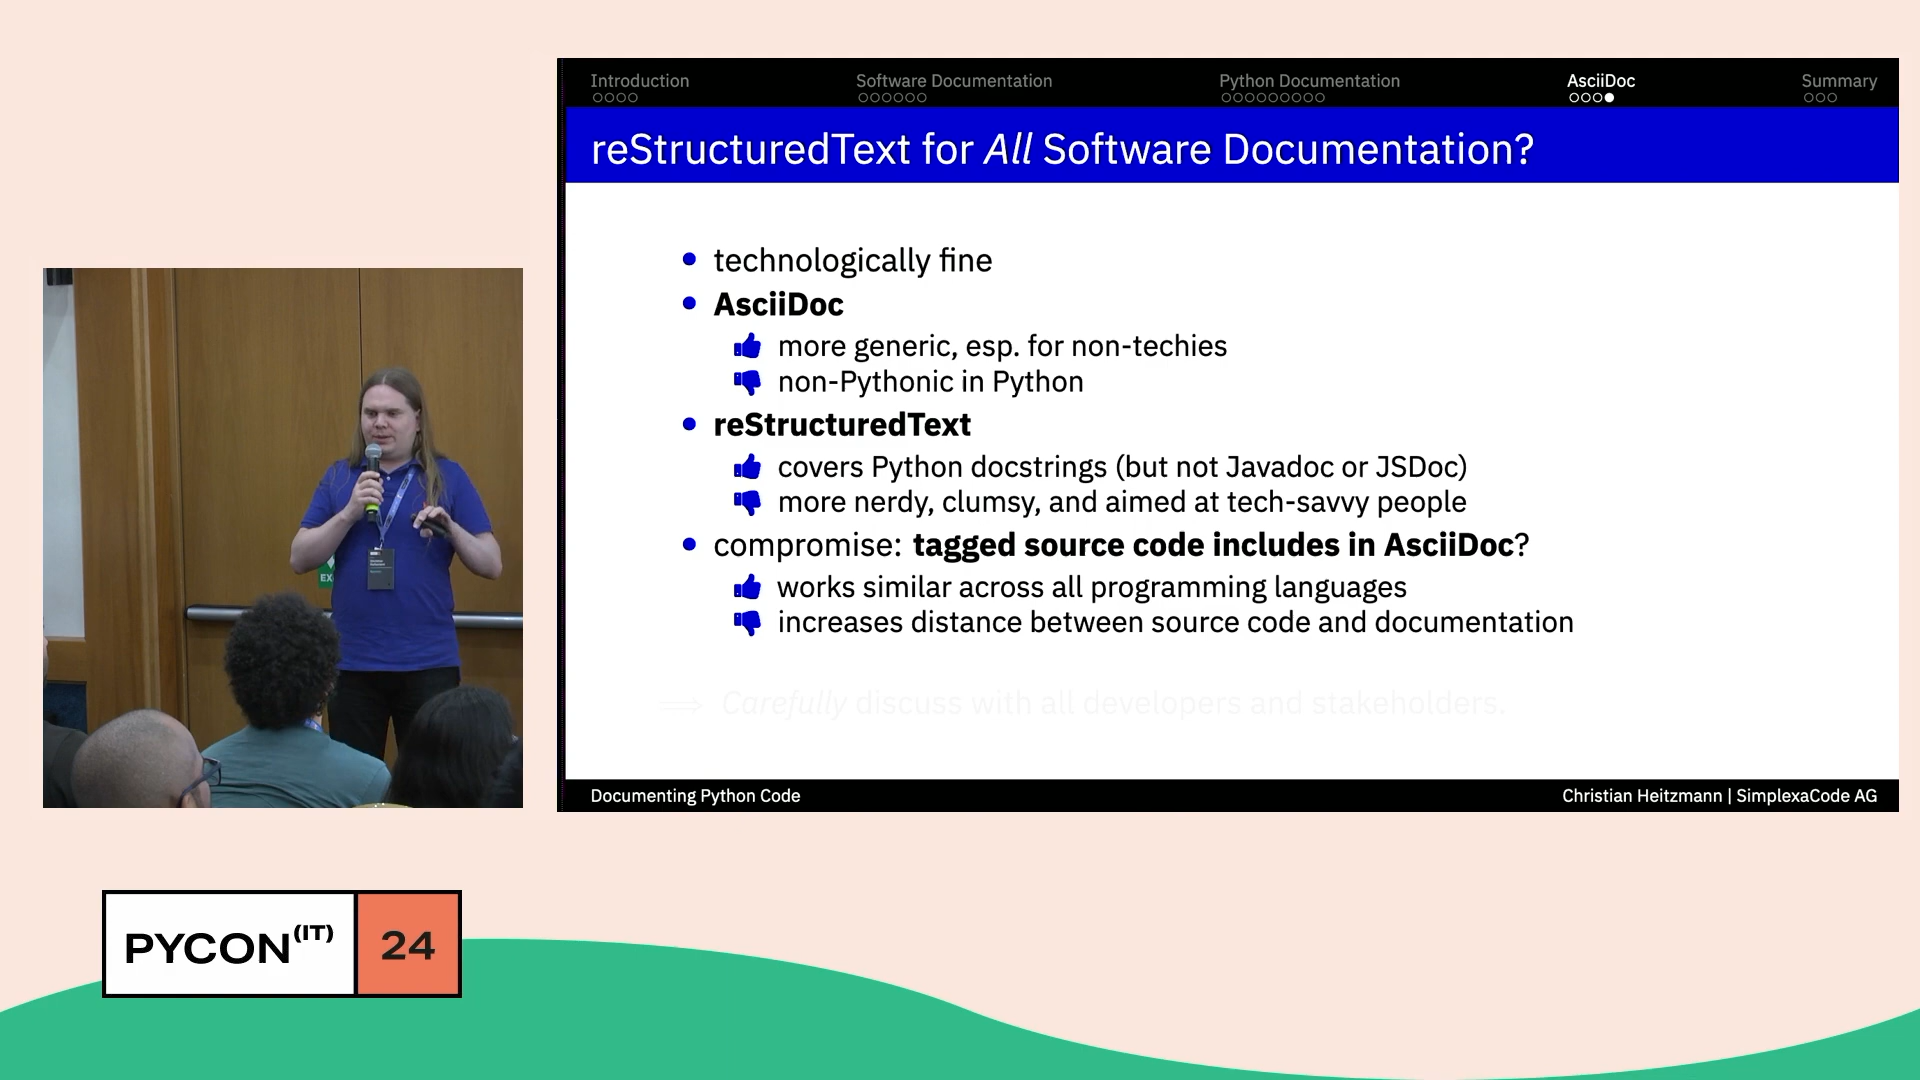 Introduction
Software Documentation
Python Documentation
AsciiDoc
Summary
reStructuredText for All Software Documentation?
technologically fine
AsciiDoc
more generic, esp. for non-techies
non-Pythonic in Python
reStructuredText
covers Python docstrings (but not Javadoc or JSDoc)
more nerdy, clumsy, and aimed at tech-savvy people
compromise: tagged source code includes in AsciiDoc?
works similar across all programming languages
increases distance between source code and documentation
⟹ Carefully discuss with all developers and stakeholders.
Documenting Python Code
Christian Heitzmann | SimplexaCode AG
EX
PYCON(IT) 24